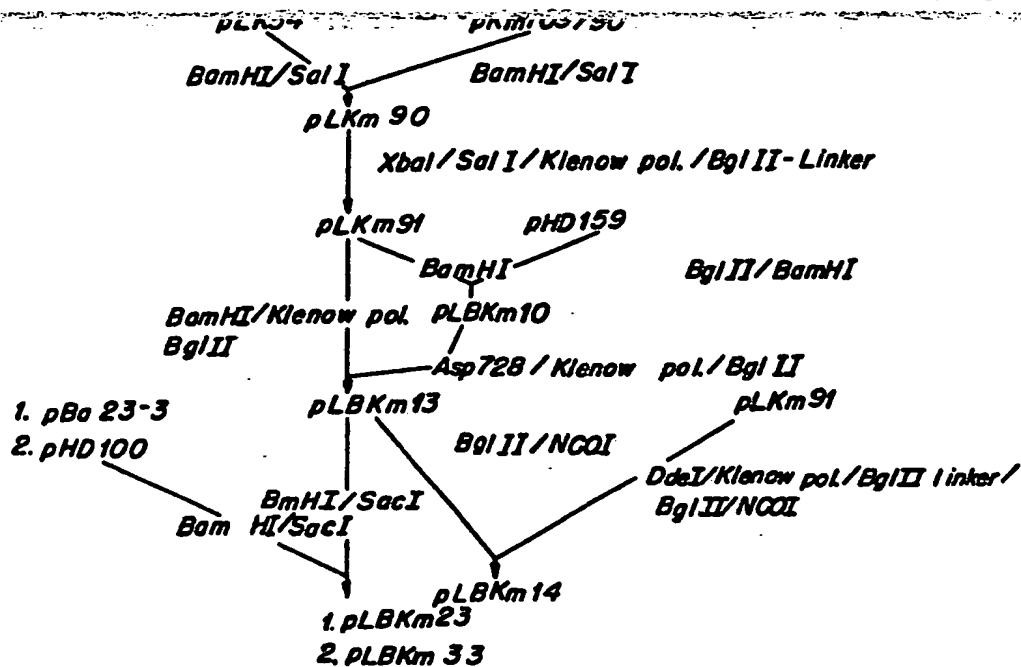 BamHI/SalI BamHI/SalI
pLKm 90
XbaI/SalI/Klenow pol./BglII-Linker
pLKm91 pHD159
BamHI BglII/BamHI
BamHI/Klenow pol. pLBKm10
BglII
Asp728/Klenow pol./BglII
pLBKm13 pLKm91
1. pBa 23-3
2. pHD100
BglII/NCOI
DdeI/Klenow pol./BglII linker/
BglII/NCOI
BmHI/SacI
Bam HI/SacI
pLBKm14
1. pLBKm23
2. pLBKm 33